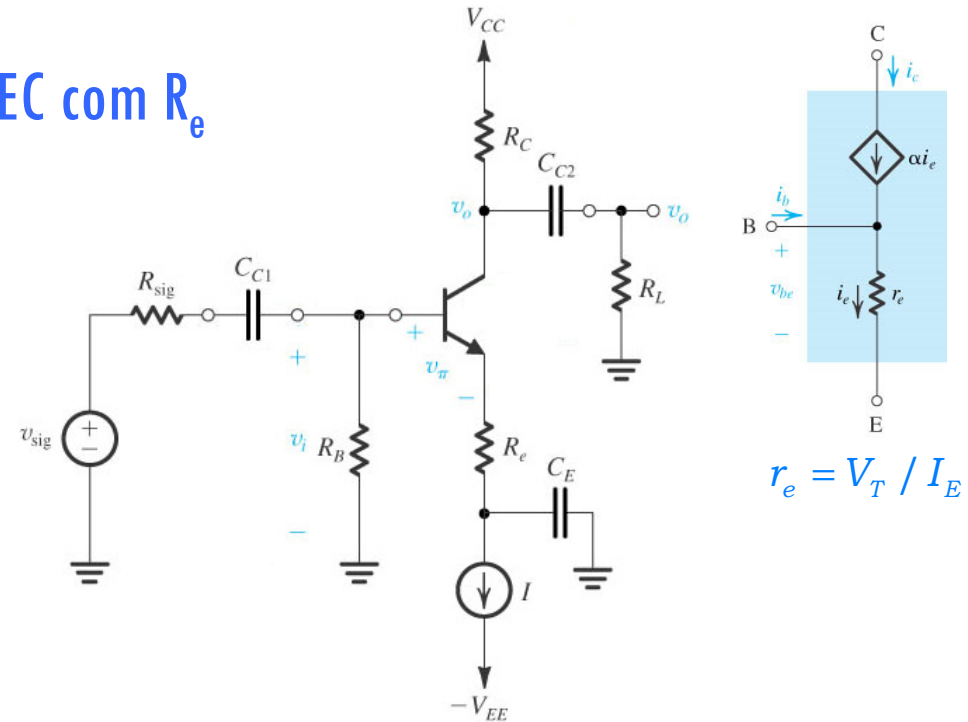 EC com Re
VCC
RC
CC2
vo
vo
RL
Rsig
CC1
+
+
vπ
−
vsig
+
−
vi
RB
−
Re
CE
I
−VEE
C
ic
αie
ib
B
+
vbe
−
ie
re
E
re = VT / IE